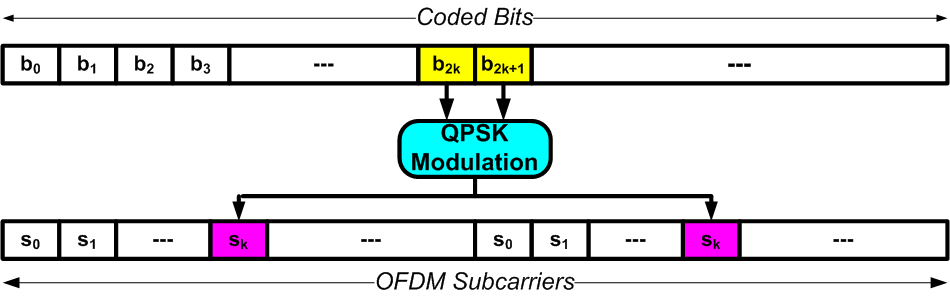 Coded Bits
b0 b1 b2 b3 --- b2k b2k+1 ---
QPSK
Modulation
s0 s1 --- sk --- s0 s1 --- sk ---
OFDM Subcarriers